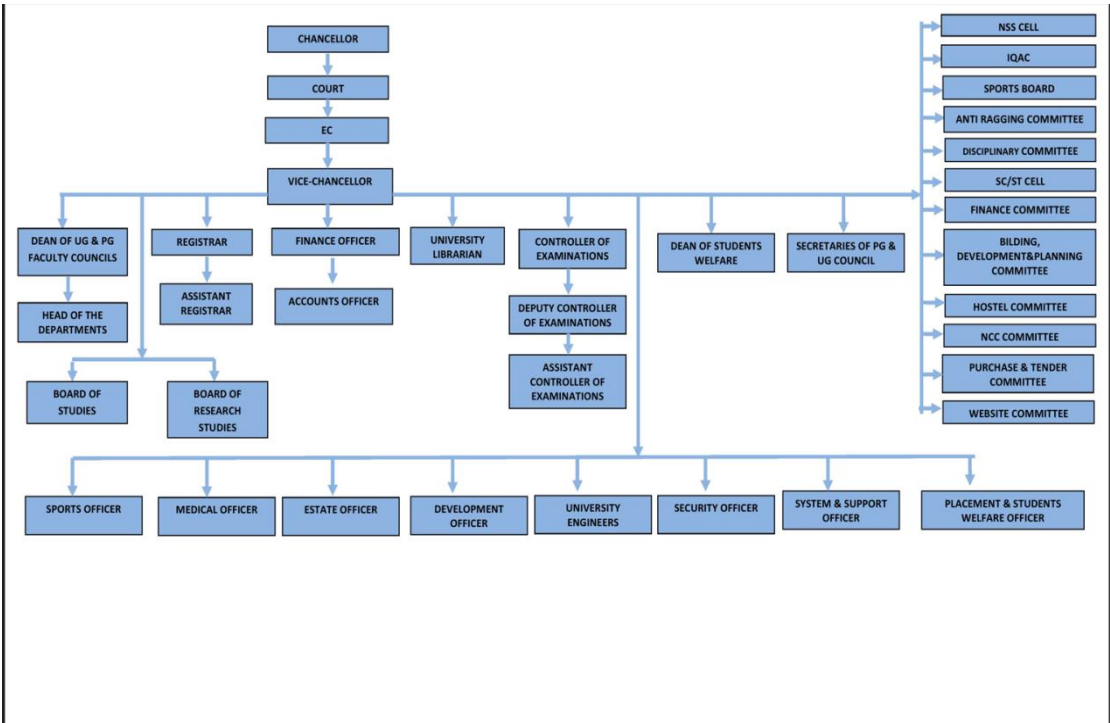 CHANCELLOR
COURT
EC
VICE-CHANCELLOR
DEAN OF UG & PG
FACULTY COUNCILS
HEAD OF THE
DEPARTMENTS
REGISTRAR
ASSISTANT
REGISTRAR
FINANCE OFFICER
ACCOUNTS OFFICER
UNIVERSITY
LIBRARIAN
CONTROLLER OF
EXAMINATIONS
DEPUTY CONTROLLER
OF EXAMINATIONS
ASSISTANT
CONTROLLER OF
EXAMINATIONS
DEAN OF STUDENTS
WELFARE
SECRETARIES OF PG &
UG COUNCIL
BOARD OF
STUDIES
BOARD OF
RESEARCH
STUDIES
NSS CELL
IQAC
SPORTS BOARD
ANTI RAGGING COMMITTEE
DISCIPLINARY COMMITTEE
SC/ST CELL
FINANCE COMMITTEE
BILDING,
DEVELOPMENT&PLANNING
COMMITTEE
HOSTEL COMMITTEE
NCC COMMITTEE
PURCHASE & TENDER
COMMITTEE
WEBSITE COMMITTEE
SPORTS OFFICER
MEDICAL OFFICER
ESTATE OFFICER
DEVELOPMENT
OFFICER
UNIVERSITY
ENGINEERS
SECURITY OFFICER
SYSTEM & SUPPORT
OFFICER
PLACEMENT & STUDENTS
WELFARE OFFICER